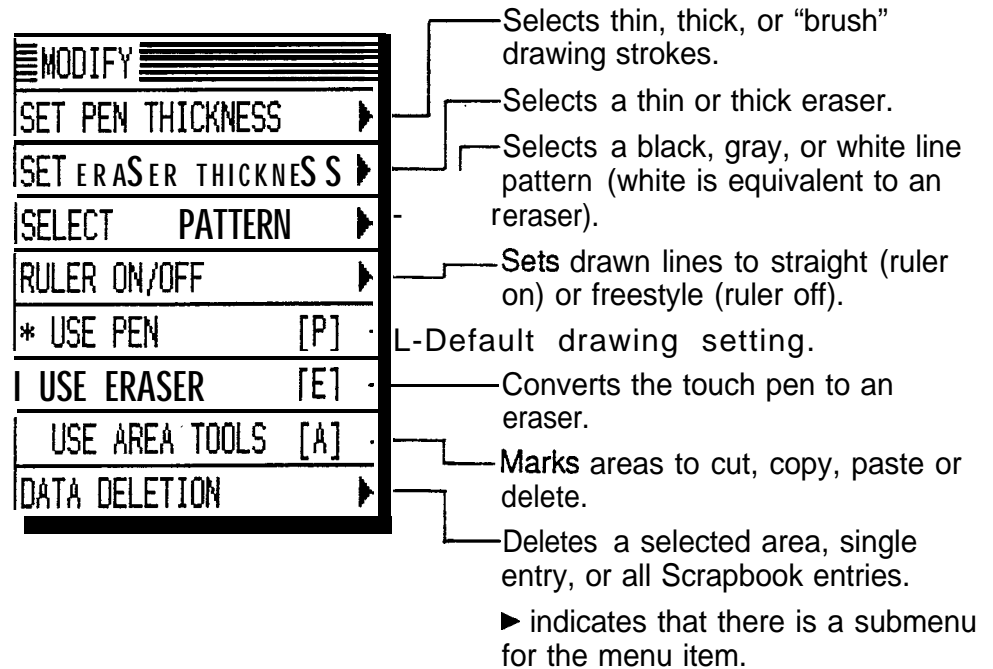 MODIFY
SET PEN THICKNESS ▶
SET ERASER THICKNESS ▶
SELECT PATTERN ▶
RULER ON/OFF ▶
* USE PEN [P]
USE ERASER [E]
USE AREA TOOLS [A]
DATA DELETION ▶
Selects thin, thick, or “brush”
drawing strokes.
Selects a thin or thick eraser.
Selects a black, gray, or white line
pattern (white is equivalent to an
reraser).
Sets drawn lines to straight (ruler
on) or freestyle (ruler off).
L-Default drawing setting.
Converts the touch pen to an
eraser.
Marks areas to cut, copy, paste or
delete.
Deletes a selected area, single
entry, or all Scrapbook entries.
▶ indicates that there is a submenu
for the menu item.